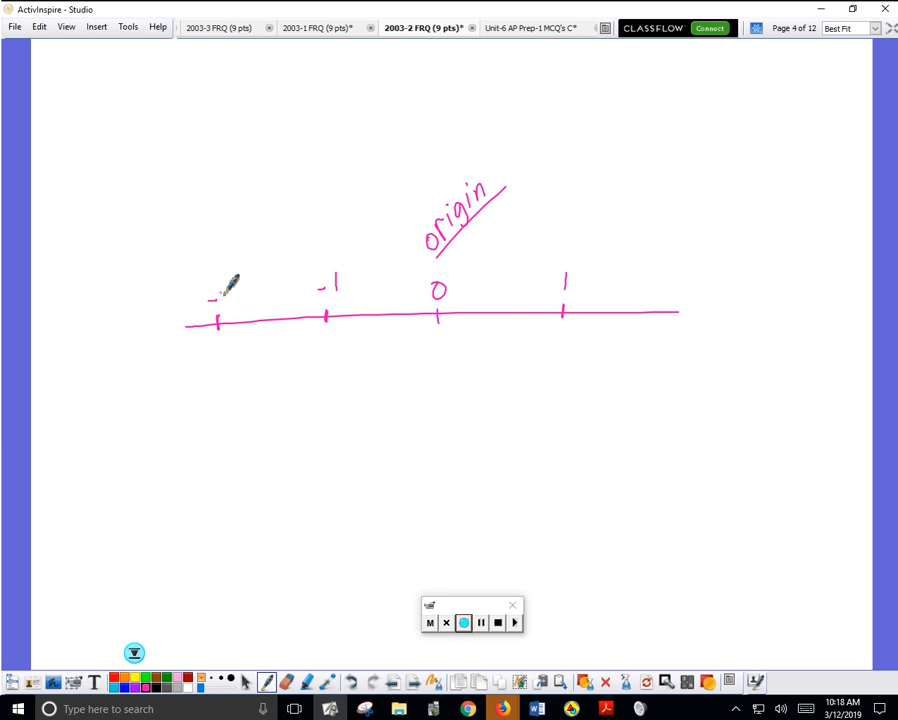 ActivInspire - Studio
File Edit View Insert Tools Help 2003-3 FRQ (9 pts) 2003-1 FRQ (9 pts)* 2003-2 FRQ (9 pts)* Unit-6 AP Prep-1 MCQ's C* CLASSFLOW Connect Page 4 of 12 Best Fit
origin
- -1 0 1
M
T
Type here to search
10:18 AM
3/12/2019